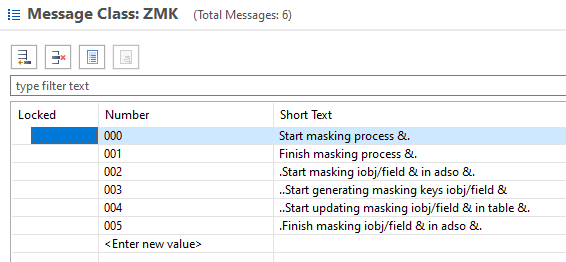 Message Class: ZMK (Total Messages: 6)
type filter text
Locked Number Short Text
000 Start masking process &.
001 Finish masking process &.
002 .Start masking iobj/field & in adso &.
003 ..Start generating masking keys iobj/field &
004 ..Start updating masking iobj/field & in table &.
005 .Finish masking iobj/field & in adso &.
<Enter new value>